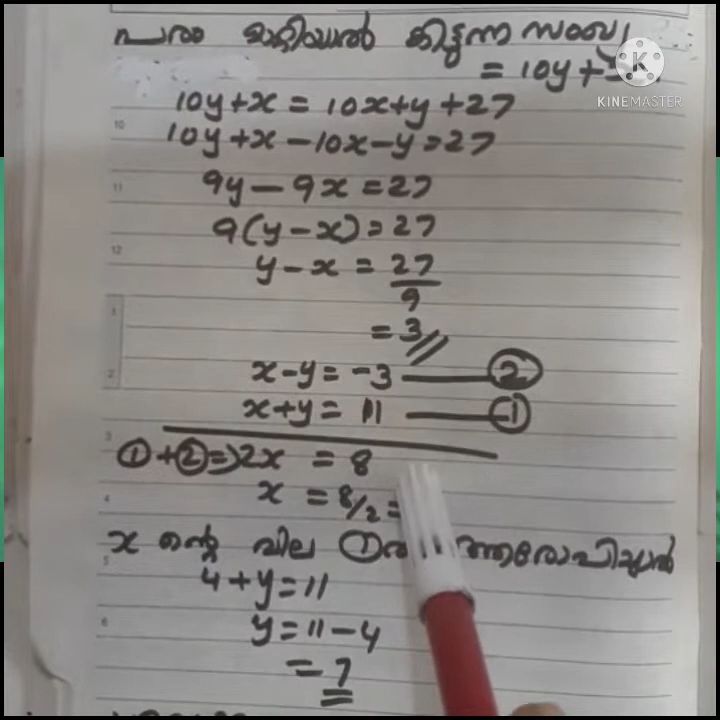 മാറ്റിയാൽ കിട്ടുന്ന സംഖ്യ
= 10y +
KINEMASTER
10y+x = 10x+y+27
10y+x-10x-y=27
9y-9x=27
9(y-x)=27
y-x = 27/9
= 3
x-y=-3 ② 
x+y= 11 ①
①+②⇒2x = 8
x = 8/2 =
x ൻ്റെ വില ①ൽ
4+y=11
y=11-4
= 7